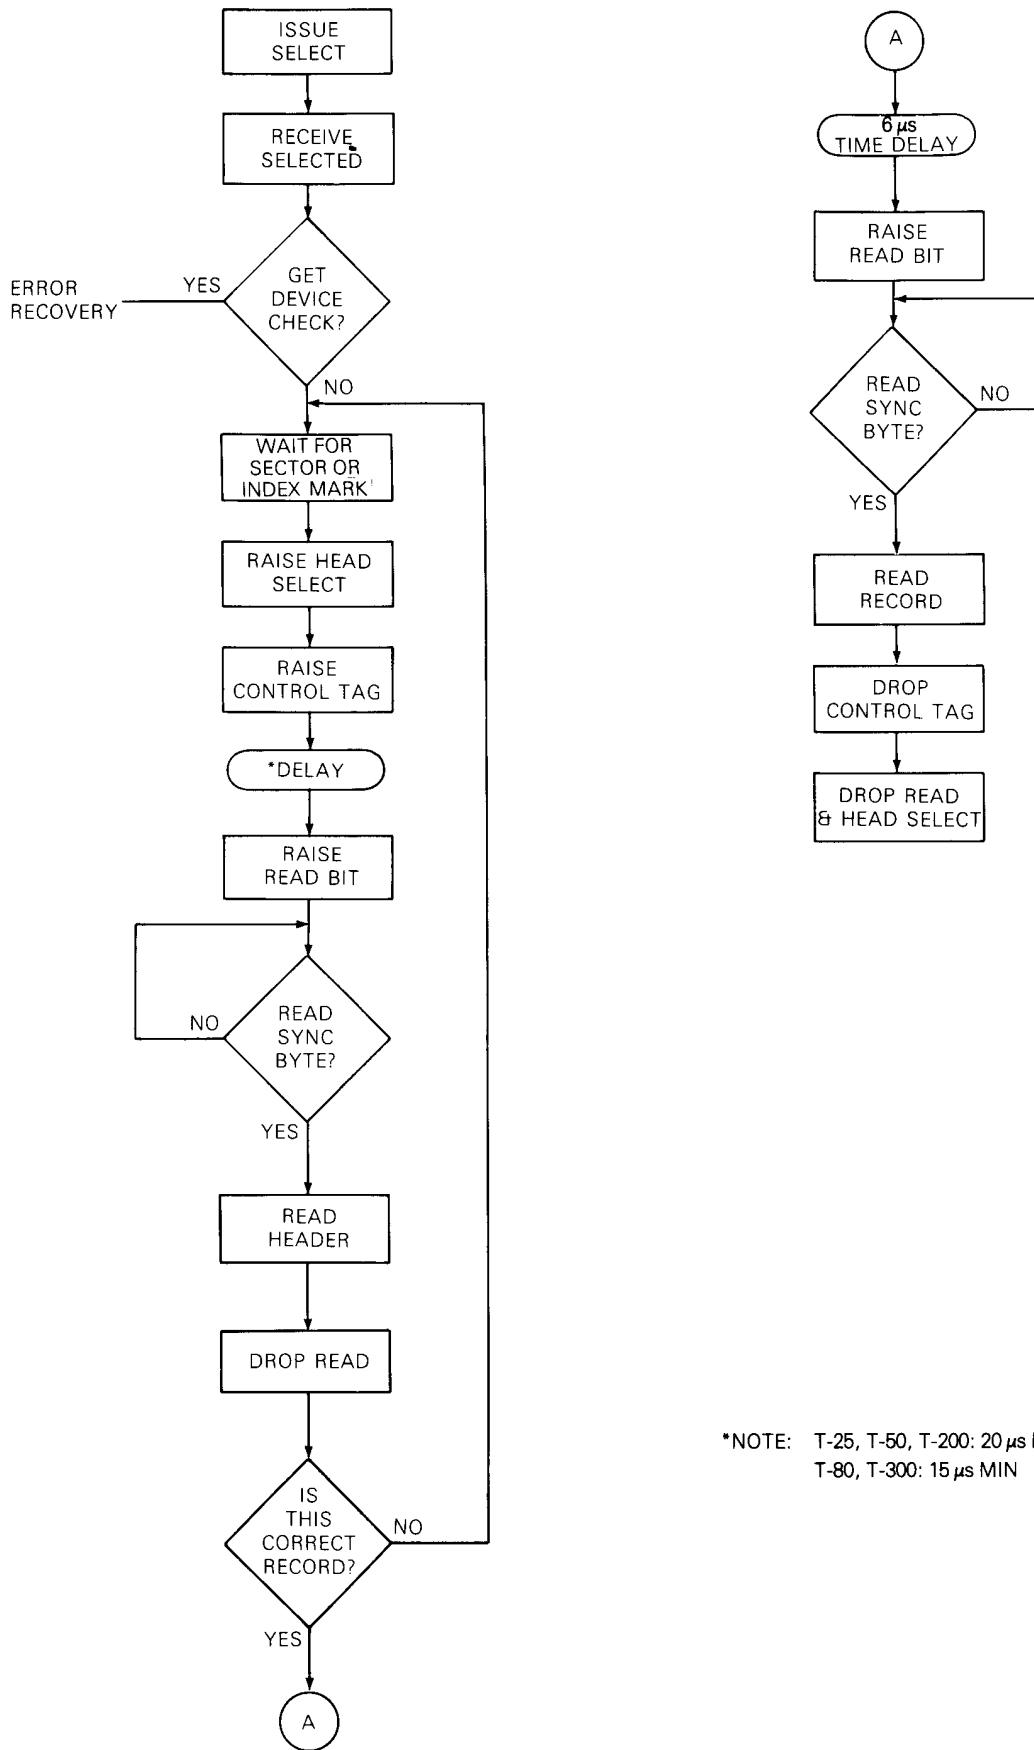 ISSUE
SELECT
RECEIVE
SELECTED
ERROR
RECOVERY
YES
GET
DEVICE
CHECK?
NO
WAIT FOR
SECTOR OR
INDEX MARK
RAISE HEAD
SELECT
RAISE
CONTROL TAG
*DELAY
RAISE
READ BIT
NO
READ
SYNC
BYTE?
YES
READ
HEADER
DROP READ
IS
THIS
CORRECT
RECORD?
NO
YES
A
A
6 µs
TIME DELAY
RAISE
READ BIT
READ
SYNC
BYTE?
NO
YES
READ
RECORD
DROP
CONTROL TAG
DROP READ
& HEAD SELECT
*NOTE: T-25, T-50, T-200: 20 µs
T-80, T-300: 15 µs MIN